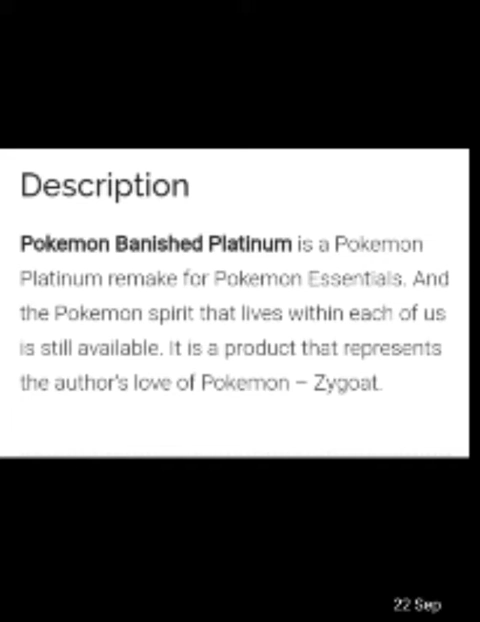 Description
Pokemon Banished Platinum is a Pokemon
Platinum remake for Pokemon Essentials. And
the Pokemon spirit that lives within each of us
is still available. It is a product that represents
the author's love of Pokemon – Zygoat.
22 Sep